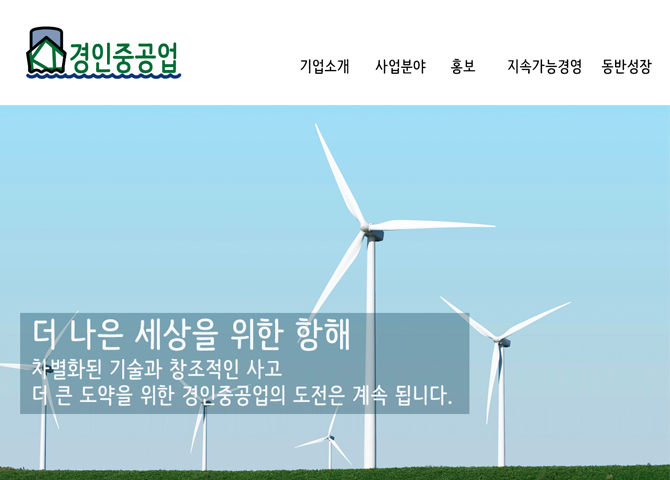 경인중공업
기업소개 사업분야 홍보 지속가능경영 동반성장
더 나은 세상을 위한 항해
차별화된 기술과 창조적인 사고
더 큰 도약을 위한 경인중공업의 도전은 계속 됩니다.